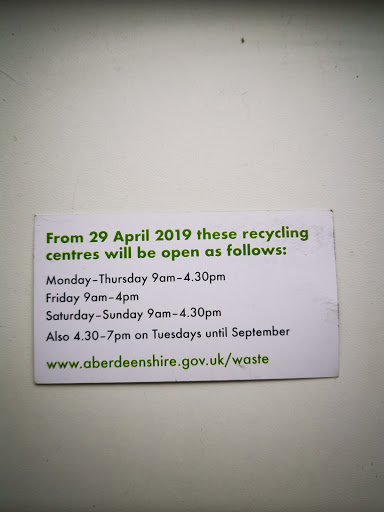 From 29 April 2019 these recycling
centres will be open as follows:
Monday–Thursday 9am–4.30pm
Friday 9am–4pm
Saturday–Sunday 9am–4.30pm
Also 4.30–7pm on Tuesdays until September
www.aberdeenshire.gov.uk/waste